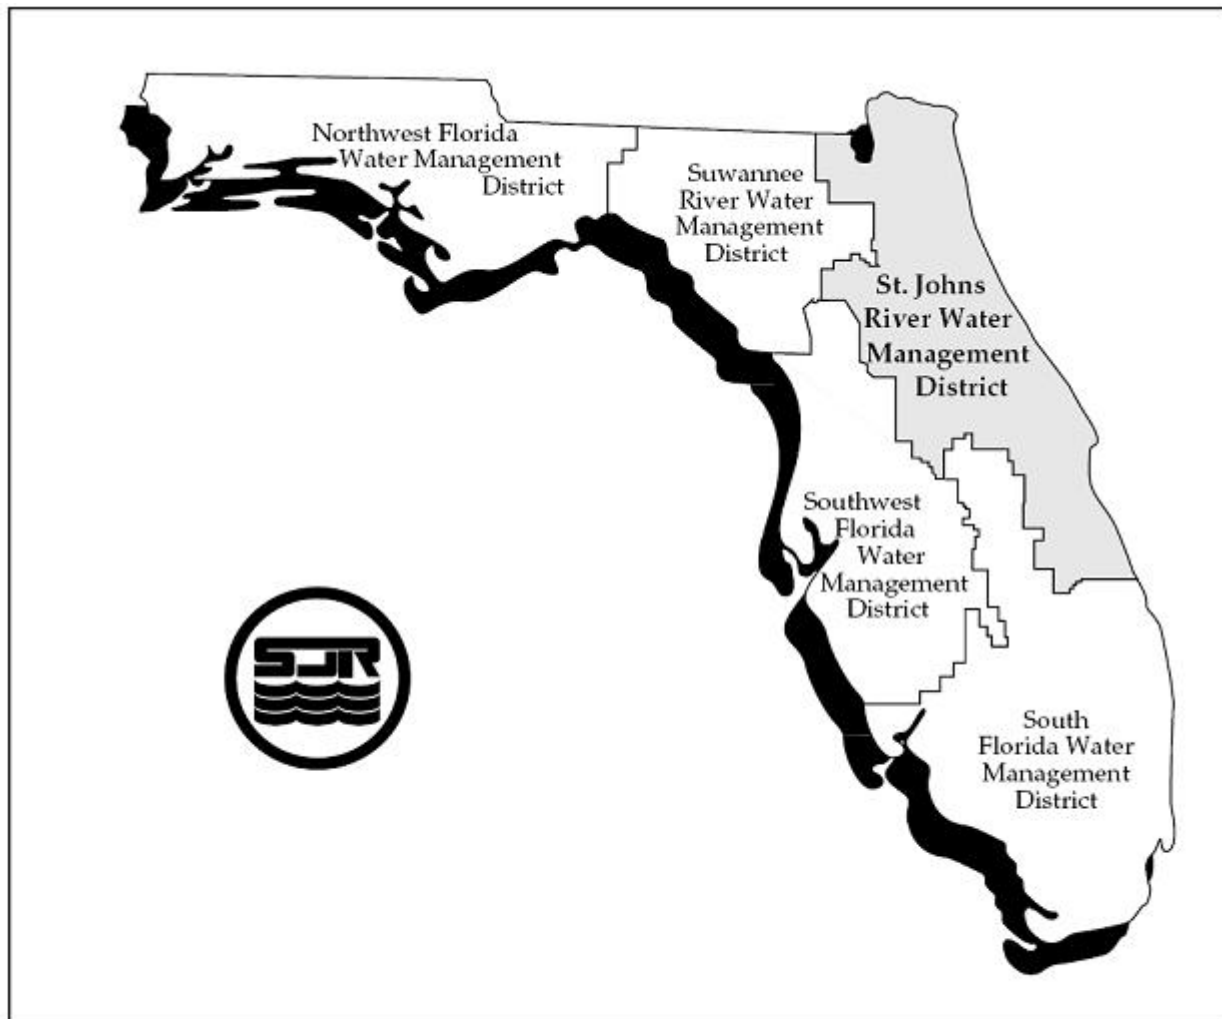 Northwest Florida
Water Management
District
Suwannee
River Water
Management
District
St. Johns
River Water
Management
District
Southwest
Florida
Water
Management
District
SJR
South
Florida Water
Management
District